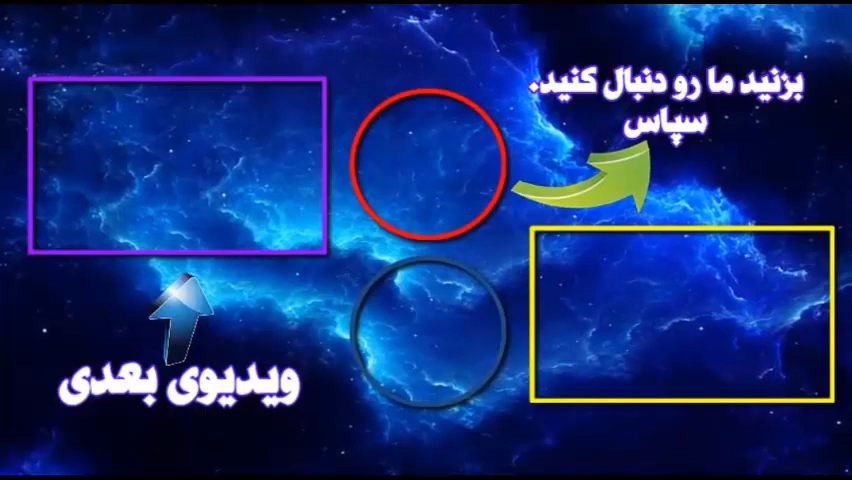 بزنید ما رو دنبال کنید.
سپاس
ویدیوی بعدی